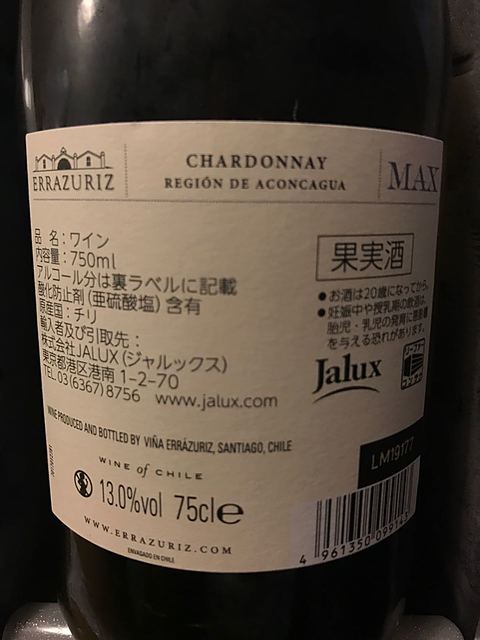 ERRAZURIZ
CHARDONNAY
REGIÓN DE ACONCAGUA
MAX
品 名：ワイン
内容量：750ml
アルコール分は裏ラベルに記載
酸化防止剤（亜硫酸塩）含有
原産国：チリ
輸入者及び引取先：
株式会社JALUX（ジャルックス）
東京都港区港南 1-2-70
TEL 03（6367）8756 www.jalux.com
果実酒
●お酒は20歳になってから。
●妊娠中や授乳期の飲酒は、
胎児・乳児の発育に悪影響
を与える恐れがあります。
Jalux
WINE PRODUCED AND BOTTLED BY VIÑA ERRÁZURIZ, SANTIAGO, CHILE
WINE of CHILE
13.0%vol 75cl e
WWW.ERRAZURIZ.COM
ENVASADO EN CHILE
LM19177